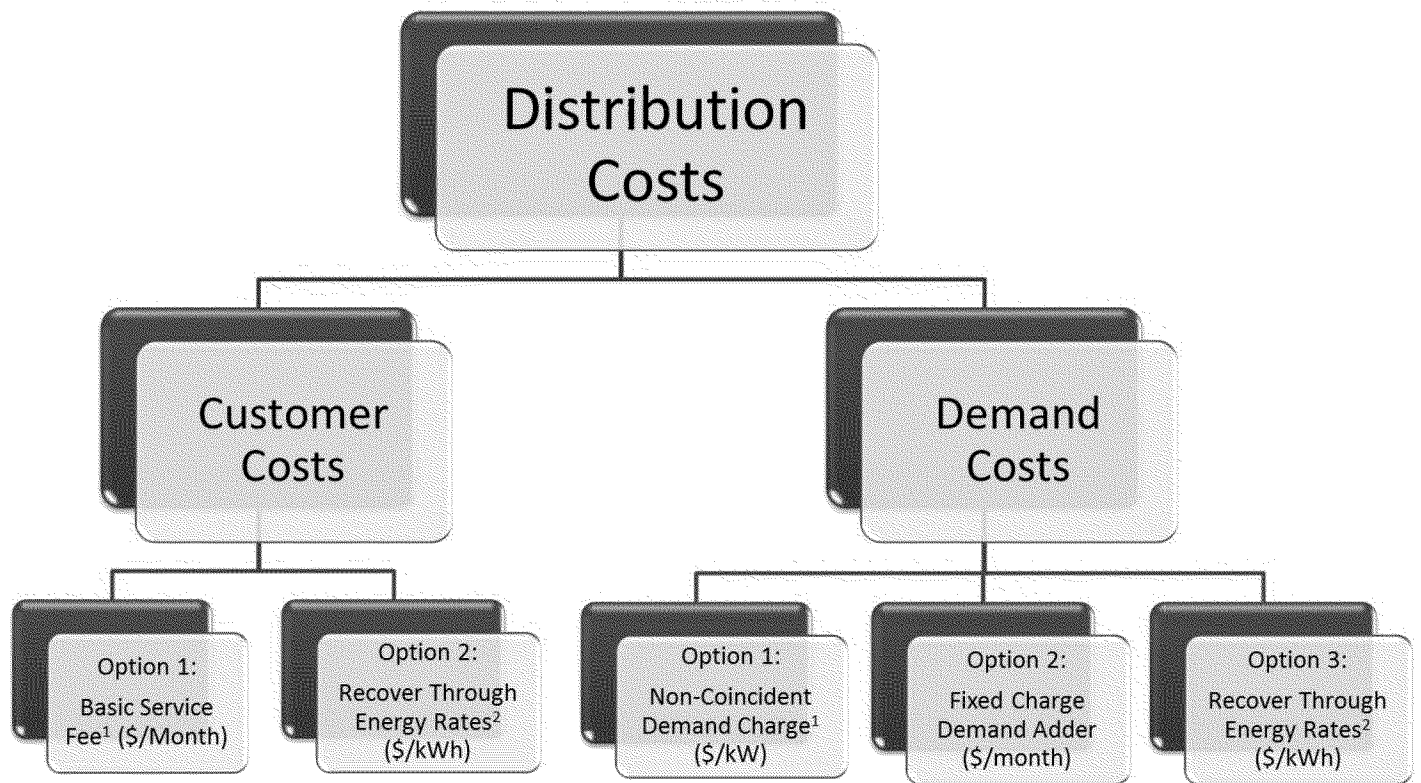 Distribution
Costs
Customer
Costs
Demand
Costs
Option 1:
Basic Service
Fee¹ ($/Month)
Option 2:
Recover Through
Energy Rates²
($/kWh)
Option 1:
Non-Coincident
Demand Charge¹
($/kW)
Option 2:
Fixed Charge
Demand Adder
($/month)
Option 3:
Recover Through
Energy Rates²
($/kWh)